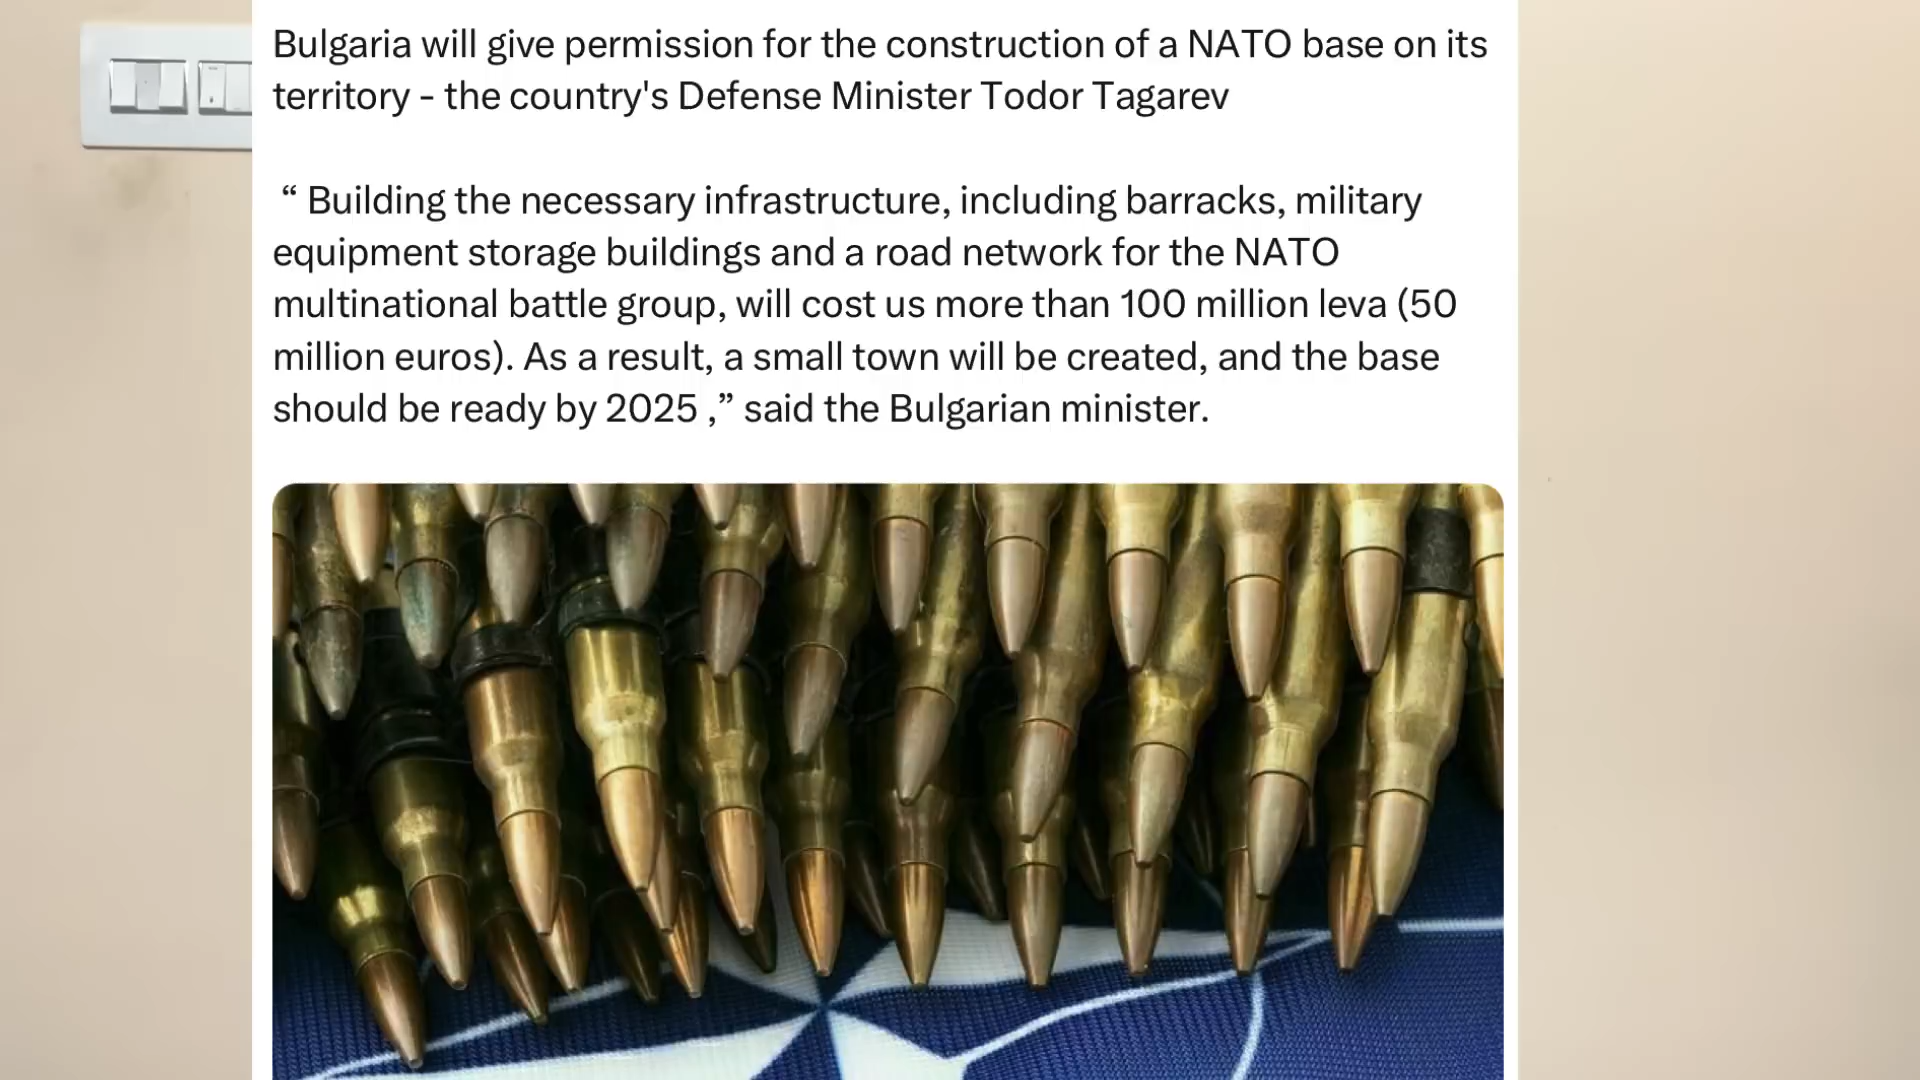 Bulgaria will give permission for the construction of a NATO base on its
territory - the country's Defense Minister Todor Tagarev
“ Building the necessary infrastructure, including barracks, military
equipment storage buildings and a road network for the NATO
multinational battle group, will cost us more than 100 million leva (50
million euros). As a result, a small town will be created, and the base
should be ready by 2025 ,” said the Bulgarian minister.